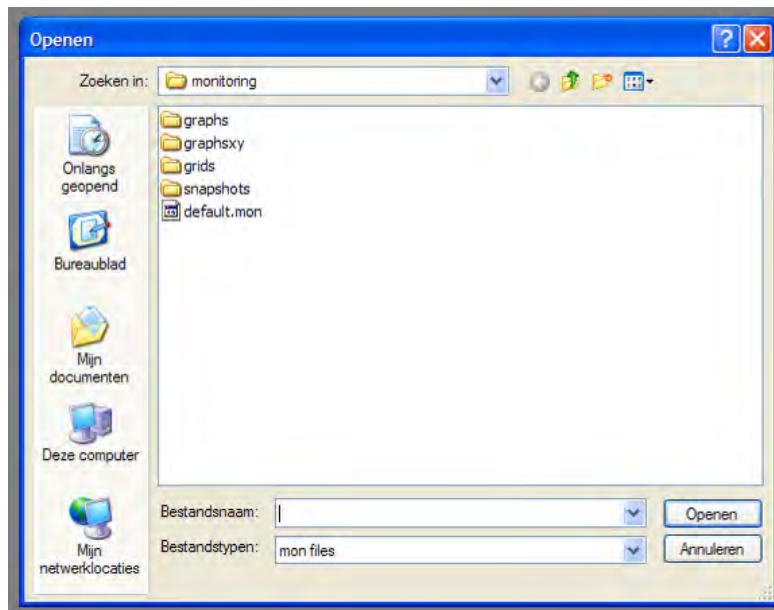 Openen
Zoeken in: monitoring
graphs
graphsxy
grids
snapshots
default.mon
Onlangs
geopend
Bureaublad
Mijn
documenten
Deze computer
Mijn
netwerklocaties
Bestandsnaam:
Openen
Bestandstypen: mon files
Annuleren